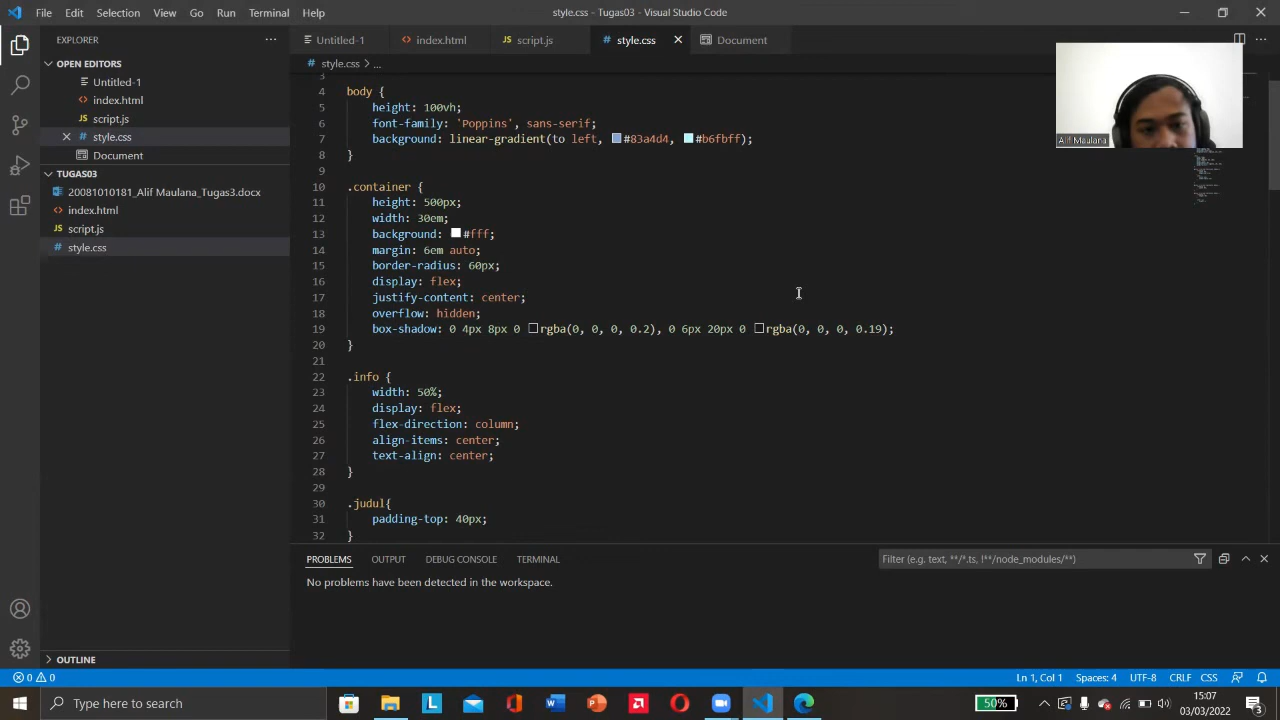 File Edit Selection View Go Run Terminal Help
style.css - Tugas03 - Visual Studio Code
EXPLORER
OPEN EDITORS
Untitled-1
index.html
script.js
style.css
Document
TUGAS03
20081010181_Alif Maulana_Tugas3.docx
index.html
script.js
style.css
OUTLINE
Untitled-1 index.html script.js style.css Document
style.css > ...
3
4 body {
5 height: 100vh;
6 font-family: 'Poppins', sans-serif;
7 background: linear-gradient(to left, #83a4d4, #b6fbff);
8 }
9
10 .container {
11 height: 500px;
12 width: 30em;
13 background: #fff;
14 margin: 6em auto;
15 border-radius: 60px;
16 display: flex;
17 justify-content: center;
18 overflow: hidden;
19 box-shadow: 0 4px 8px 0 rgba(0, 0, 0, 0.2), 0 6px 20px 0 rgba(0, 0, 0, 0.19);
20 }
21
22 .info {
23 width: 50%;
24 display: flex;
25 flex-direction: column;
26 align-items: center;
27 text-align: center;
28 }
29
30 .judul{
31 padding-top: 40px;
32 }
Alif Maulana
PROBLEMS OUTPUT DEBUG CONSOLE TERMINAL
Filter (e.g. text, **/*.ts, !**/node_modules/**)
No problems have been detected in the workspace.
0 0
Ln 1, Col 1 Spaces: 4 UTF-8 CRLF CSS
Type here to search
50%
15:07
03/03/2022
3